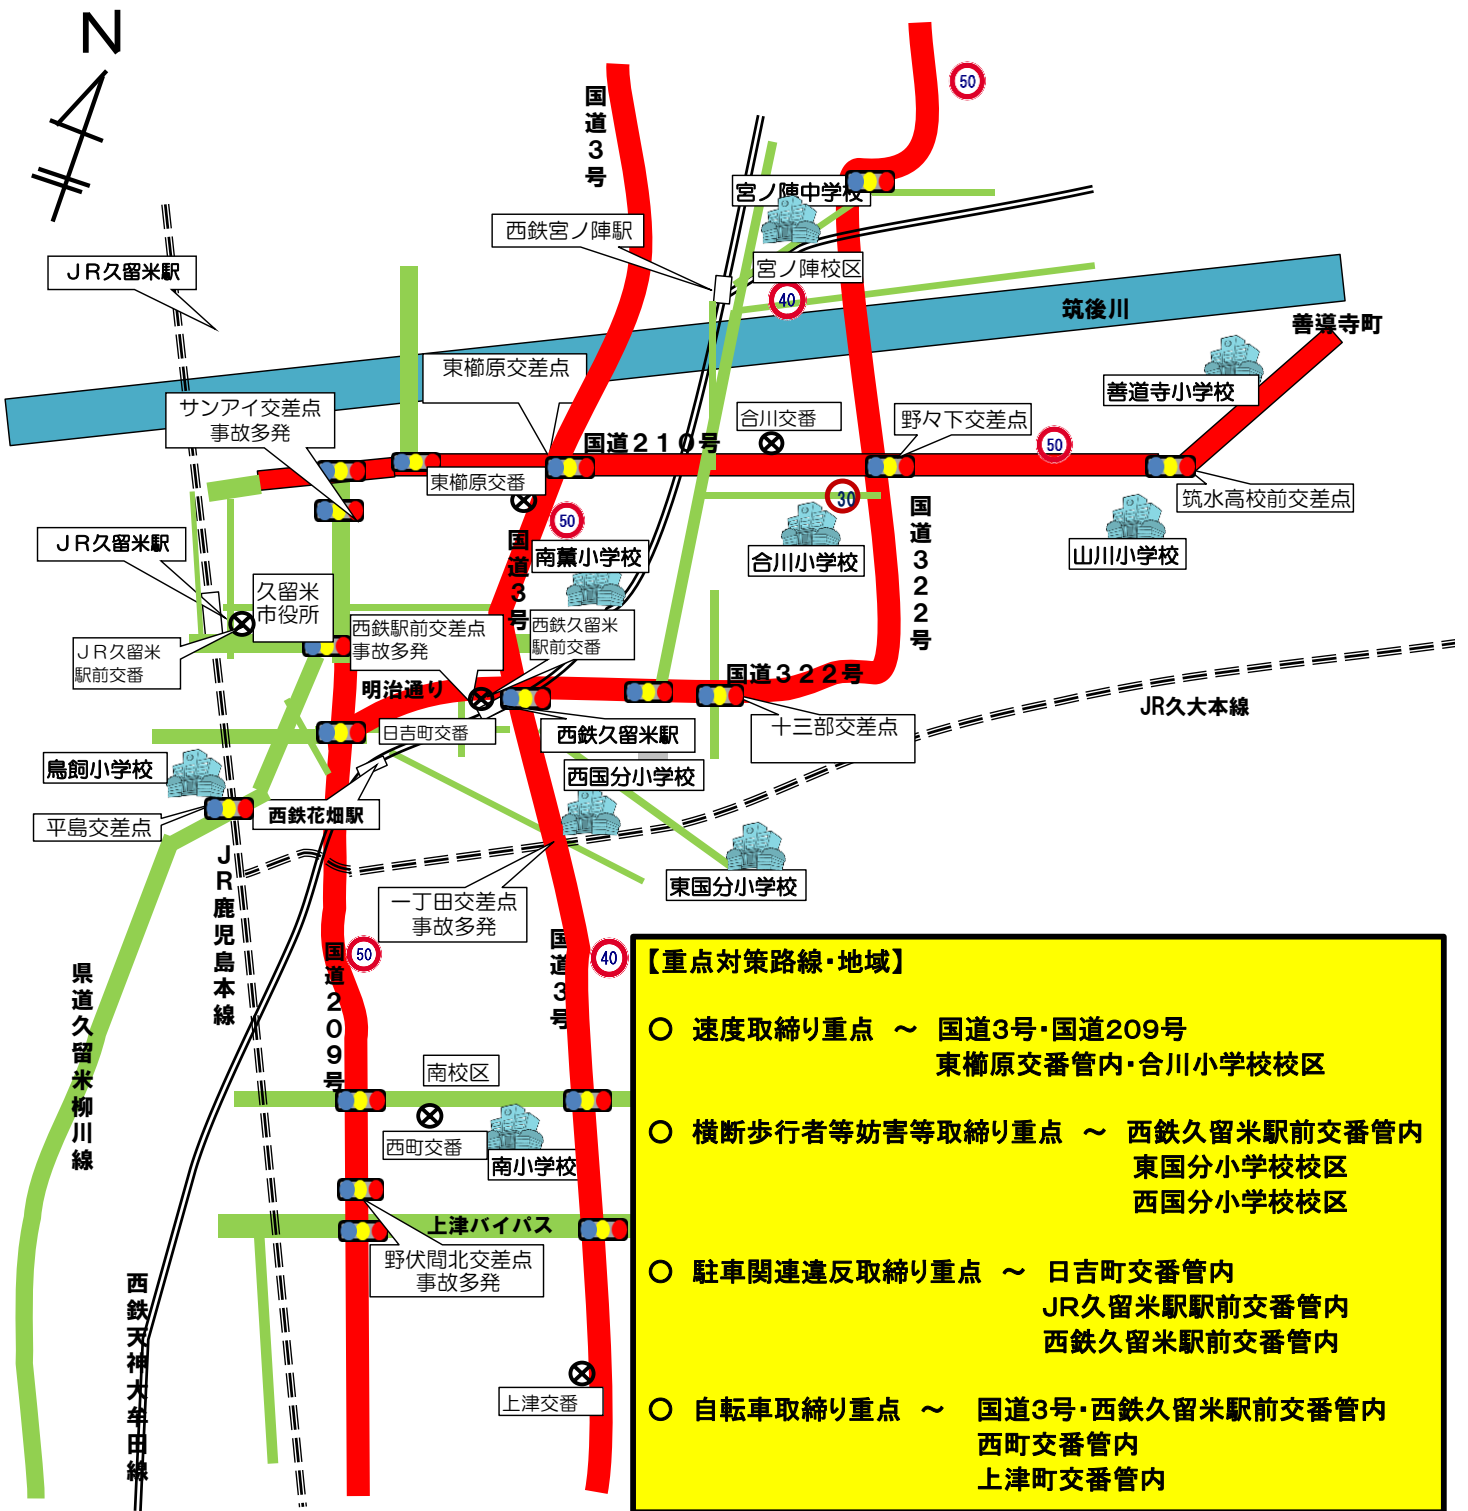 N
50
国道3号
宮ノ陣中学校
西鉄宮ノ陣駅
宮ノ陣校区
JR久留米駅
40
筑後川
善導寺町
東櫛原交差点
善道寺小学校
サンアイ交差点
事故多発
合川交番
野々下交差点
国道210号
50
東櫛原交番
30
筑水高校前交差点
50
国道322号
国道3号
JR久留米駅
南薫小学校
合川小学校
山川小学校
久留米
市役所
西鉄駅前交差点
事故多発
西鉄久留米
駅前交番
JR久留米
駅前交番
国道322号
明治通り
JR久大本線
日吉町交番
西鉄久留米駅
十三部交差点
鳥飼小学校
西国分小学校
西鉄花畑駅
平島交差点
JR鹿児島本線
東国分小学校
一丁田交差点
事故多発
国道209号
50
国道3号
40
県道久留米柳川線
南校区
西町交番
南小学校
上津バイパス
野伏間北交差点
事故多発
西鉄天神大牟田線
上津交番
【重点対策路線・地域】
○ 速度取締り重点 ～ 国道3号・国道209号
東櫛原交番管内・合川小学校校区
○ 横断歩行者等妨害等取締り重点 ～ 西鉄久留米駅前交番管内
東国分小学校校区
西国分小学校校区
○ 駐車関連違反取締り重点 ～ 日吉町交番管内
JR久留米駅駅前交番管内
西鉄久留米駅前交番管内
○ 自転車取締り重点 ～ 国道3号・西鉄久留米駅前交番管内
西町交番管内
上津町交番管内